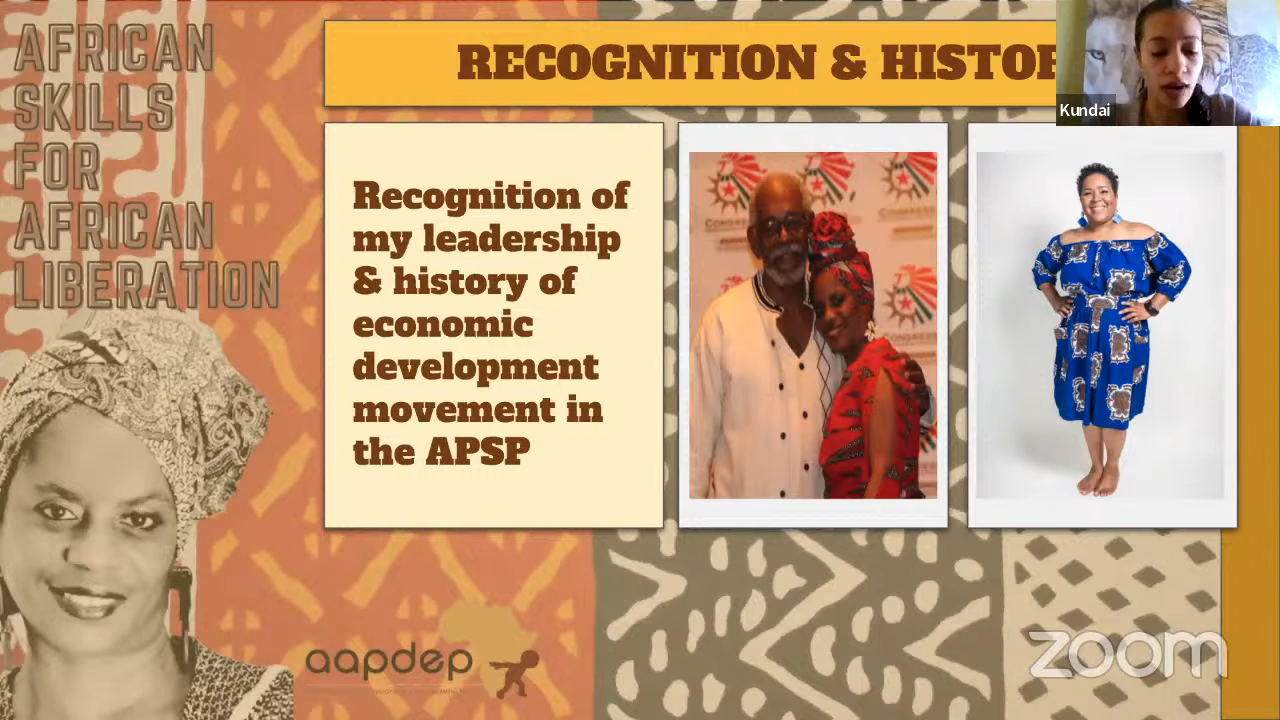 AFRICAN
SKILLS
FOR
AFRICAN
LIBERATION
RECOGNITION & HISTO
Kundai
Recognition of
my leadership
& history of
economic
development
movement in
the APSP
aapdep
zoom